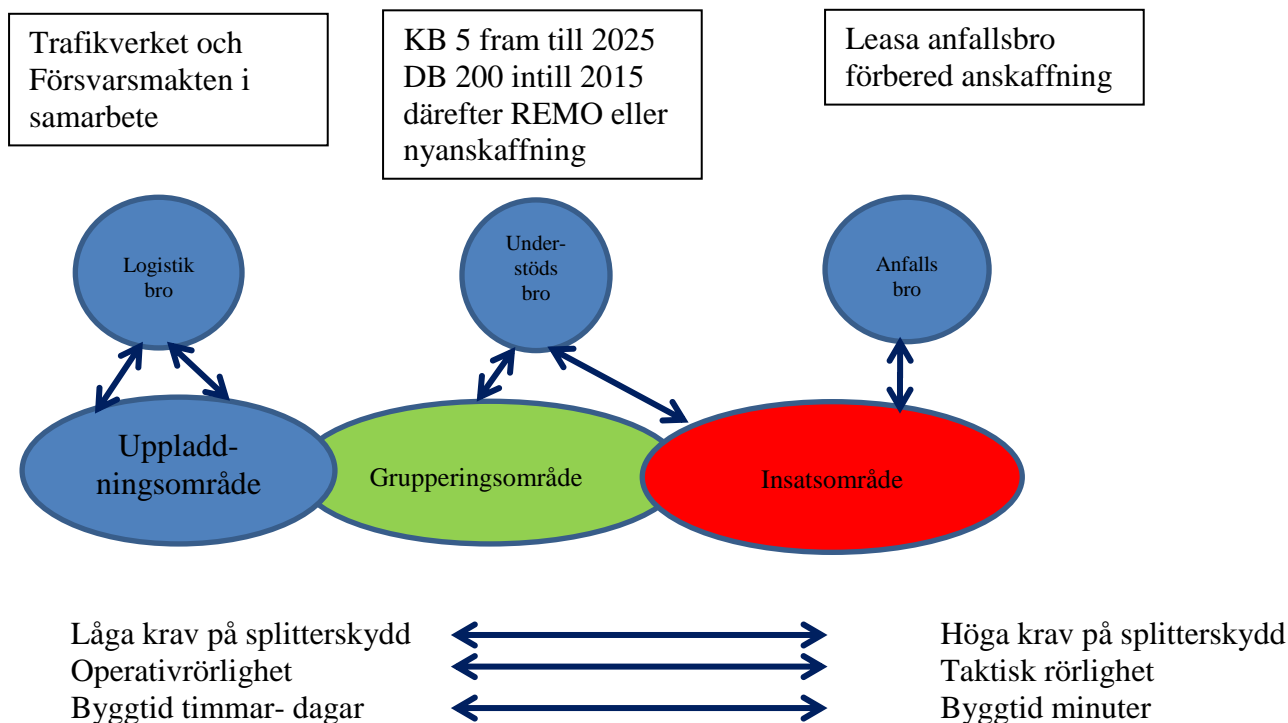 Trafikverket och
Försvarsmakten i
samarbete
KB 5 fram till 2025
DB 200 intill 2015
därefter REMO eller
nyanskaffning
Leasa anfallsbro
förbered anskaffning
Logistik
bro
Under-
stöds
bro
Anfalls
bro
Uppladd-
ningsområde
Grupperingsområde
Insatsområde
Låga krav på splitterskydd
Operativrörlighet
Byggtid timmar- dagar
Höga krav på splitterskydd
Taktisk rörlighet
Byggtid minuter